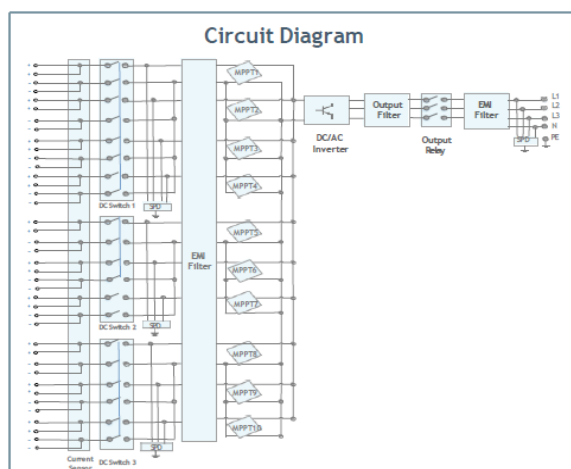 Circuit Diagram
MPPT1
MPPT2
MPPT3
MPPT4
DC Switch 1
SPD
MPPT5
EMI
Filter
MPPT6
MPPT7
DC Switch 2
SPD
MPPT8
MPPT9
MPPT10
Current
Sensor
DC Switch 3
SPD
DC/AC
Inverter
Output
Filter
Output
Relay
EMI
Filter
L1
L2
L3
N
PE
SPD